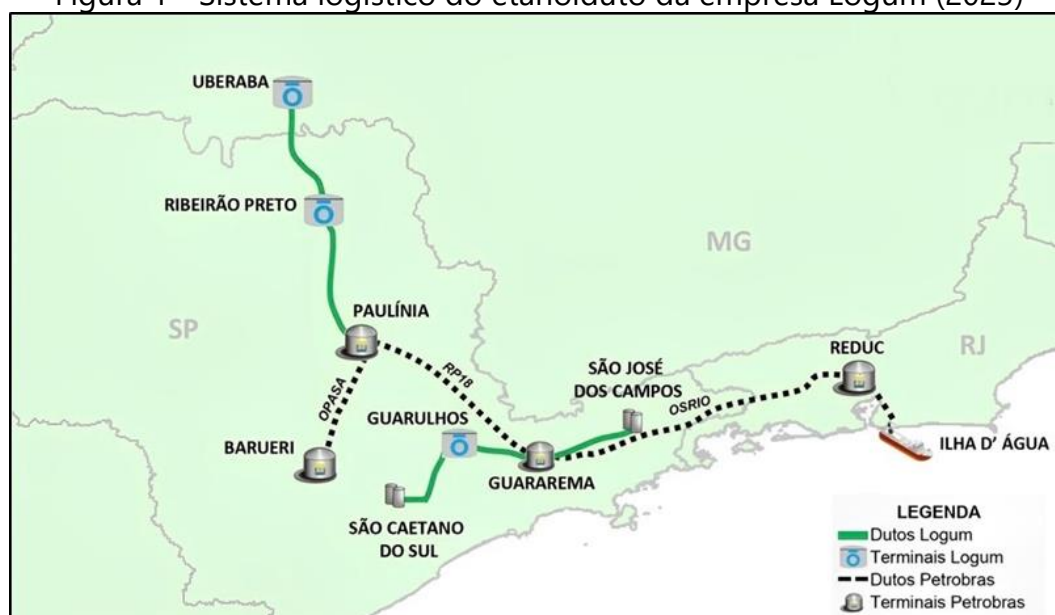 Figura 1 – Sistema logístico do etanolduto da empresa Logum (2023)
UBERABA
RIBEIRÃO PRETO
MG
SP
PAULÍNIA
RJ
REDUC
SÃO JOSÉ
DOS CAMPOS
RP18
OPASA
OSRIO
GUARULHOS
BARUERI
ILHA D' ÁGUA
GUARAREMA
SÃO CAETANO
DO SUL
LEGENDA
Dutos Logum
Terminais Logum
Dutos Petrobras
Terminais Petrobras